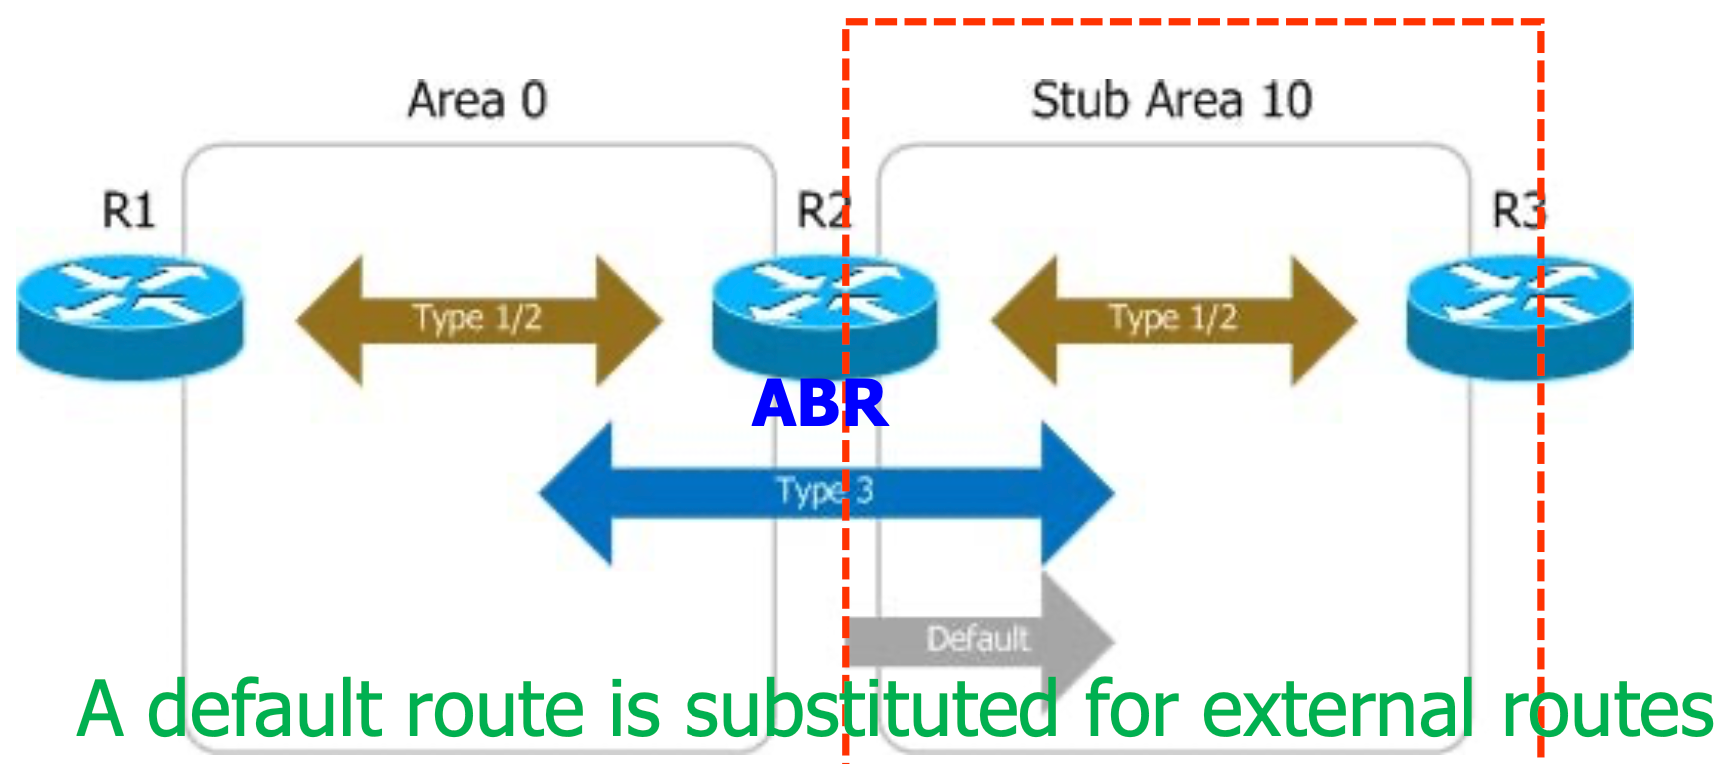 Area 0
Stub Area 10
R1
R2
R3
Type 1/2
Type 1/2
ABR
Type 3
Default
A default route is substituted for external routes